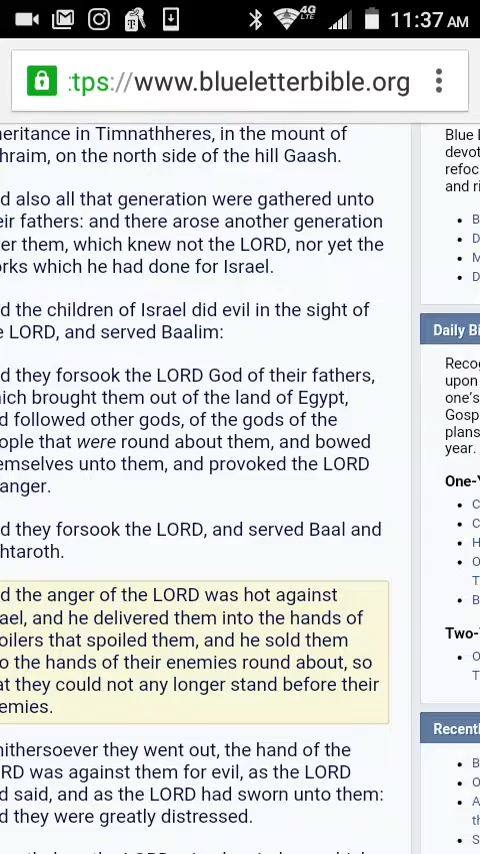 4G
LTE
11:37 AM
:tps://www.blueletterbible.org
heritance in Timnathheres, in the mount of
hraim, on the north side of the hill Gaash.
d also all that generation were gathered unto
eir fathers: and there arose another generation
er them, which knew not the LORD, nor yet the
rks which he had done for Israel.
d the children of Israel did evil in the sight of
e LORD, and served Baalim:
d they forsook the LORD God of their fathers,
ich brought them out of the land of Egypt,
d followed other gods, of the gods of the
ople that were round about them, and bowed
emselves unto them, and provoked the LORD
anger.
d they forsook the LORD, and served Baal and
htaroth.
d the anger of the LORD was hot against
ael, and he delivered them into the hands of
oilers that spoiled them, and he sold them
o the hands of their enemies round about, so
at they could not any longer stand before their
emies.
hithersoever they went out, the hand of the
RD was against them for evil, as the LORD
d said, and as the LORD had sworn unto them:
d they were greatly distressed.
Blue L
devot
refoc
and ri
B
D
M
D
Daily Bi
Recog
upon
one's
Gosp
plans
year.
One-Y
C
C
H
O
T
B
Two-
O
T
Recent
B
O
A
th
S